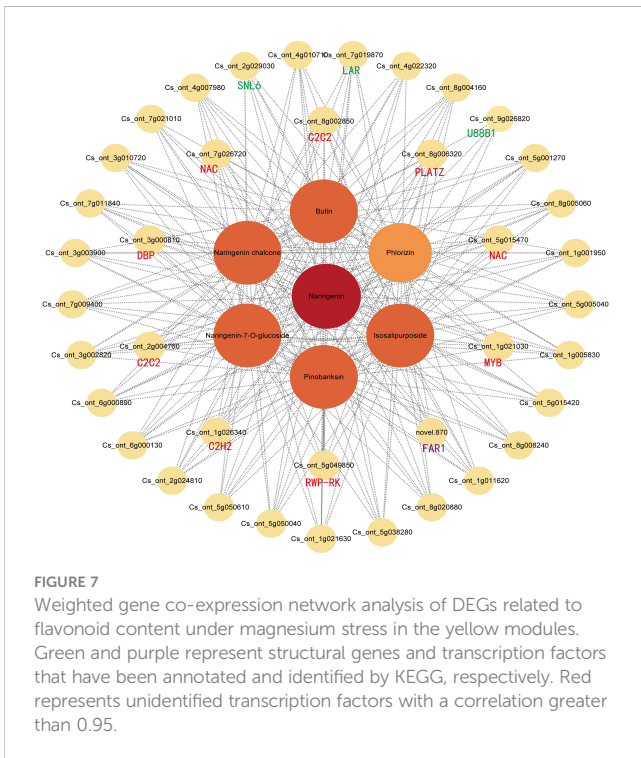 Cs_ont_4g010710
Cs_ont_7g019870
LAR
Cs_ont_2g029030
SNL6
Cs_ont_4g022320
Cs_ont_4g007980
Cs_ont_8g004160
Cs_ont_7g021010
Cs_ont_8g002850
C2C2
Cs_ont_9g026820
U88B1
Cs_ont_3g010720
Cs_ont_7g026720
NAC
Cs_ont_8g006320
PLATZ
Cs_ont_5g001270
Cs_ont_7g011840
Butin
Cs_ont_8g005060
Cs_ont_3g000810
DBP
Naringenin chalcone
Phlorizin
Cs_ont_5g015470
NAC
Cs_ont_3g003900
Cs_ont_1g001950
Naringenin
Cs_ont_7g009400
Cs_ont_5g005040
Naringenin-7-O-glucoside
Isosalipurposide
Cs_ont_2g004760
C2C2
Cs_ont_1g021030
MYB
Cs_ont_3g002820
Cs_ont_1g005830
Pinobanksin
Cs_ont_6g000890
Cs_ont_5g015420
Cs_ont_1g026340
C2H2
novel.870
FAR1
Cs_ont_6g000130
Cs_ont_8g008240
Cs_ont_5g049850
RWP-RK
Cs_ont_2g024810
Cs_ont_1g011620
Cs_ont_5g050610
Cs_ont_8g020880
Cs_ont_5g050040
Cs_ont_5g038280
Cs_ont_1g021630
FIGURE 7
Weighted gene co-expression network analysis of DEGs related to
flavonoid content under magnesium stress in the yellow modules.
Green and purple represent structural genes and transcription factors
that have been annotated and identified by KEGG, respectively. Red
represents unidentified transcription factors with a correlation greater
than 0.95.